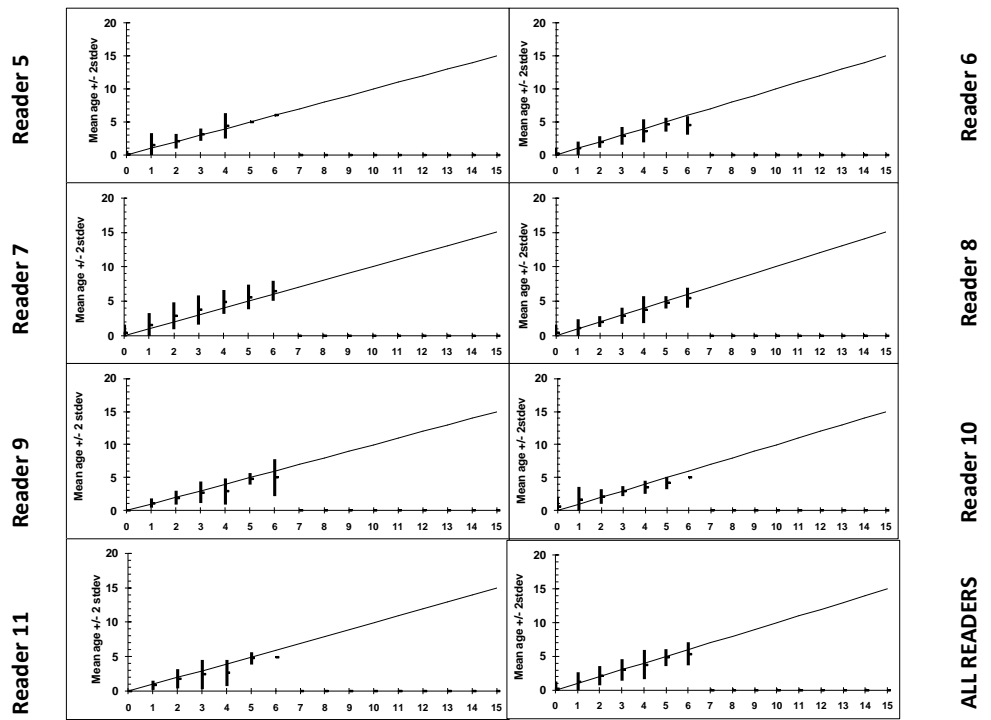 Reader 5
Mean age +/- 2stdev
20
15
10
5
0
0 1 2 3 4 5 6 7 8 9 10 11 12 13 14 15
Reader 6
Mean age +/- 2stdev
20
15
10
5
0
0 1 2 3 4 5 6 7 8 9 10 11 12 13 14 15
Reader 7
Mean age +/- 2stdev
20
15
10
5
0
0 1 2 3 4 5 6 7 8 9 10 11 12 13 14 15
Reader 8
Mean age +/- 2stdev
20
15
10
5
0
0 1 2 3 4 5 6 7 8 9 10 11 12 13 14 15
Reader 9
Mean age +/- 2 stdev
20
15
10
5
0
0 1 2 3 4 5 6 7 8 9 10 11 12 13 14 15
Reader 10
Mean age +/- 2stdev
20
15
10
5
0
0 1 2 3 4 5 6 7 8 9 10 11 12 13 14 15
Reader 11
Mean age +/- 2 stdev
20
15
10
5
0
0 1 2 3 4 5 6 7 8 9 10 11 12 13 14 15
ALL READERS
Mean age +/- 2stdev
20
15
10
5
0
0 1 2 3 4 5 6 7 8 9 10 11 12 13 14 15